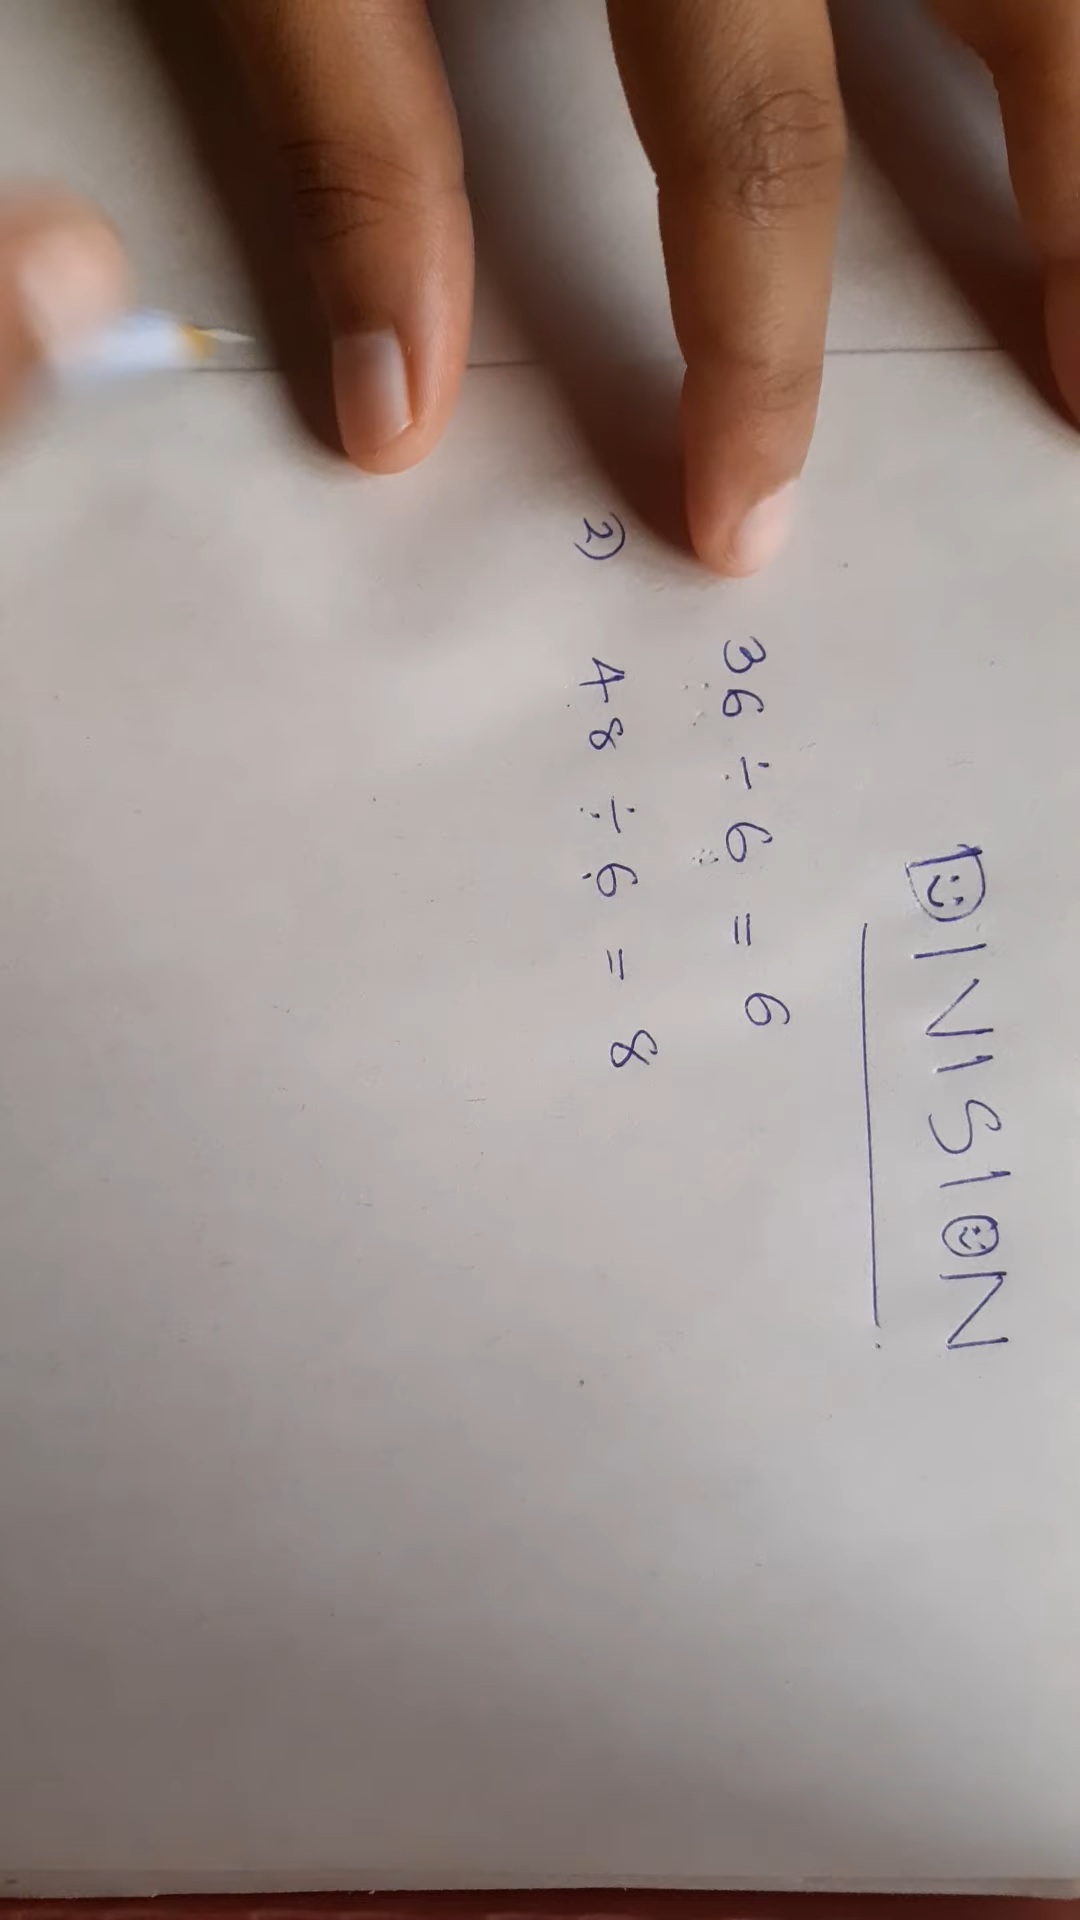 DIVISION
36 ÷ 6 = 6
2) 48 ÷ 6 = 8